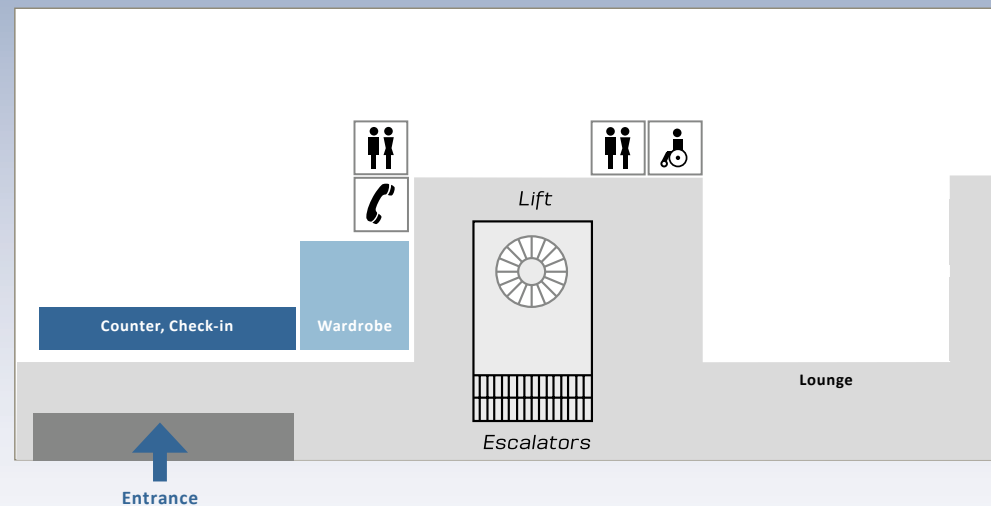 Lift
Counter, Check-in
Wardrobe
Lounge
Escalators
Entrance